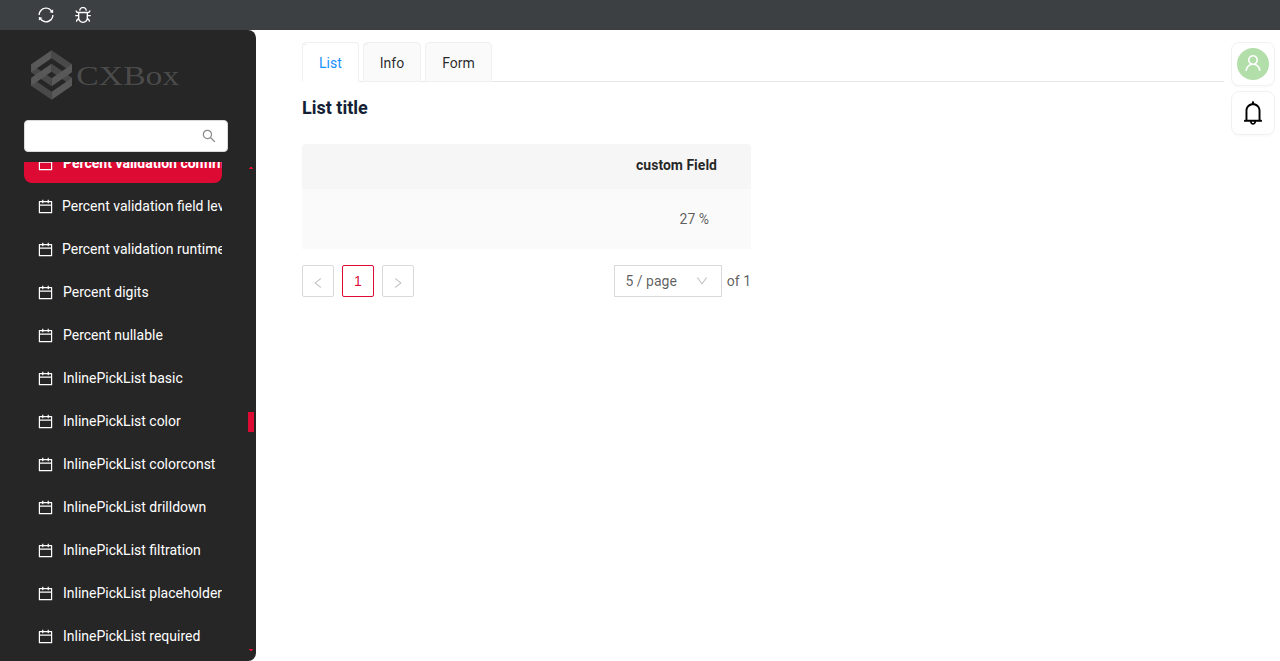 CXBox
List
Info
Form
List title
custom Field
27 %
1
5 / page
of 1
Percent validation confir
Percent validation field lev
Percent validation runtime
Percent digits
Percent nullable
InlinePickList basic
InlinePickList color
InlinePickList colorconst
InlinePickList drilldown
InlinePickList filtration
InlinePickList placeholder
InlinePickList required